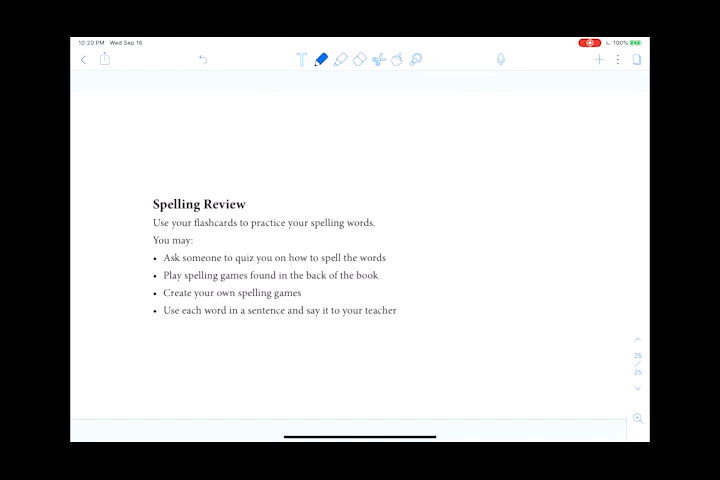 10:20 PM Wed Sep 16
100%
T
Spelling Review
Use your flashcards to practice your spelling words.
You may:
• Ask someone to quiz you on how to spell the words
• Play spelling games found in the back of the book
• Create your own spelling games
• Use each word in a sentence and say it to your teacher
25
/
25